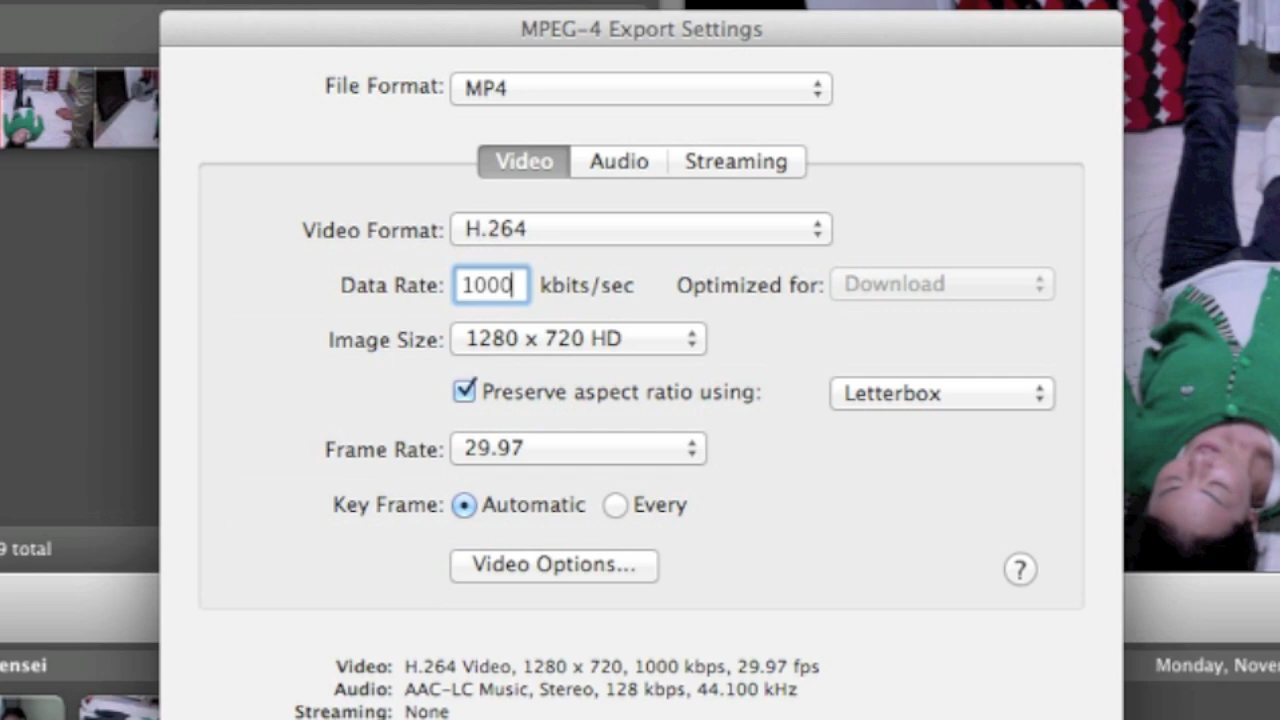 MPEG-4 Export Settings
File Format: MP4
Video Audio Streaming
Video Format: H.264
Data Rate: 1000 kbits/sec Optimized for: Download
Image Size: 1280 x 720 HD
Preserve aspect ratio using: Letterbox
Frame Rate: 29.97
Key Frame: Automatic Every
Video Options... ?
9 total
ensei
Monday, Nover
Video: H.264 Video, 1280 x 720, 1000 kbps, 29.97 fps
Audio: AAC-LC Music, Stereo, 128 kbps, 44.100 kHz
Streaming: None